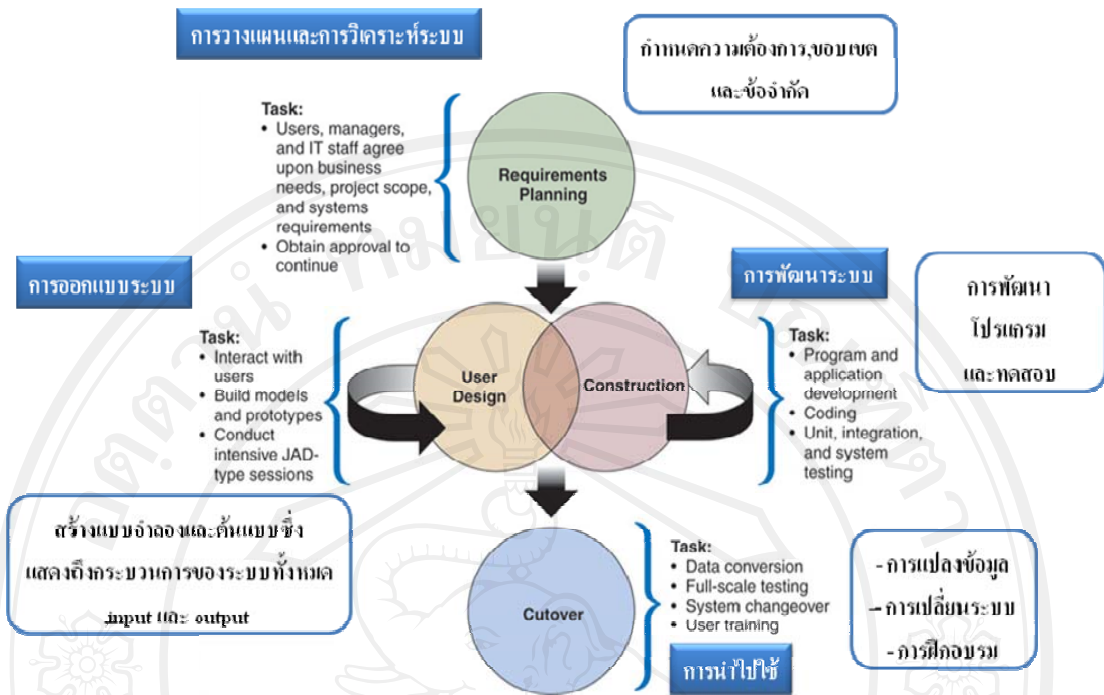 การวางแผนและการวิเคราะห์ระบบ
กำหนดความต้องการ,ขอบเขต
และข้อจำกัด
Task:
• Users, managers,
and IT staff agree
upon business
needs, project scope,
and systems
requirements
• Obtain approval to
continue
Requirements
Planning
การออกแบบระบบ
Task:
• Interact with
users
• Build models
and prototypes
• Conduct
intensive JAD-
type sessions
User
Design
Construction
การพัฒนาระบบ
Task:
• Program and
application
development
• Coding
• Unit, integration,
and system
testing
การพัฒนา
โปรแกรม
และทดสอบ
สร้างแบบจำลองและต้นแบบซึ่ง
แสดงถึงกระบวนการของระบบทั้งหมด
,input และ output
Cutover
Task:
• Data conversion
• Full-scale testing
• System changeover
• User training
การนำไปใช้
- การแปลงข้อมูล
– การเปลี่ยนระบบ
- การฝึกอบรม